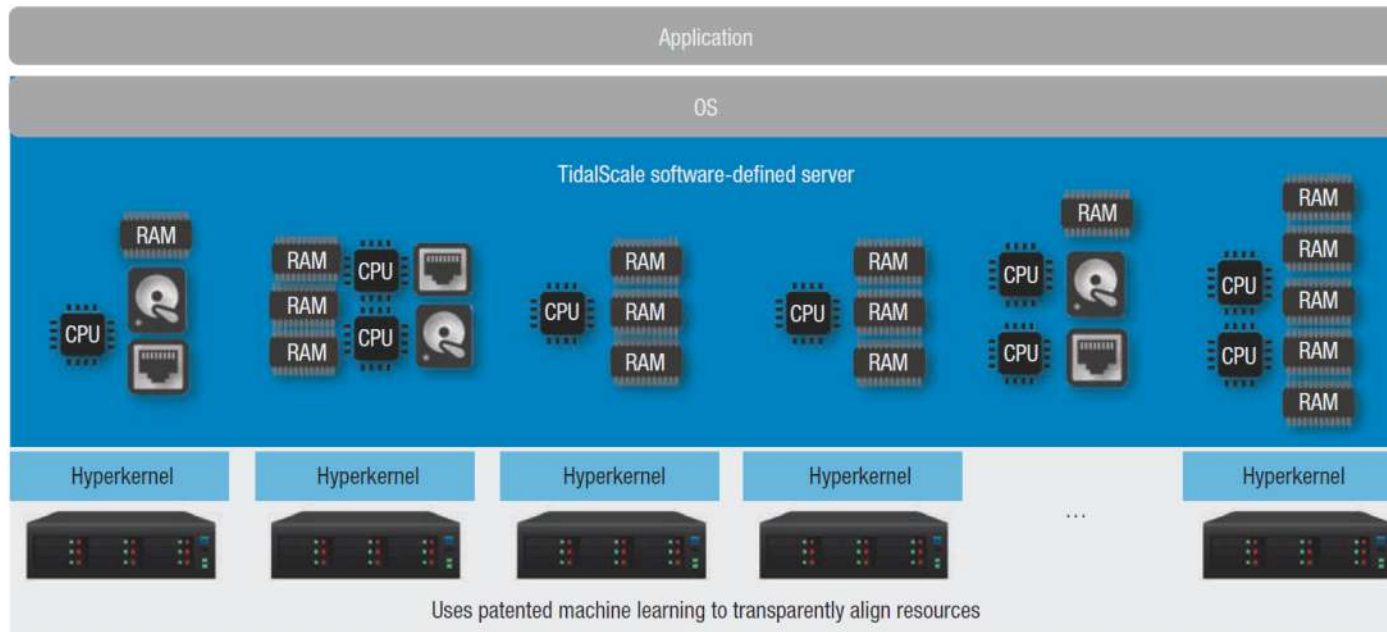 Application
OS
TidalScale software-defined server
RAM
CPU
RAM
CPU
RAM
CPU
RAM
CPU
RAM
RAM
RAM
CPU
RAM
RAM
CPU
RAM
RAM
CPU
CPU
RAM
RAM
CPU
RAM
CPU
RAM
RAM
Hyperkernel
Hyperkernel
Hyperkernel
Hyperkernel
Hyperkernel
...
Uses patented machine learning to transparently align resources